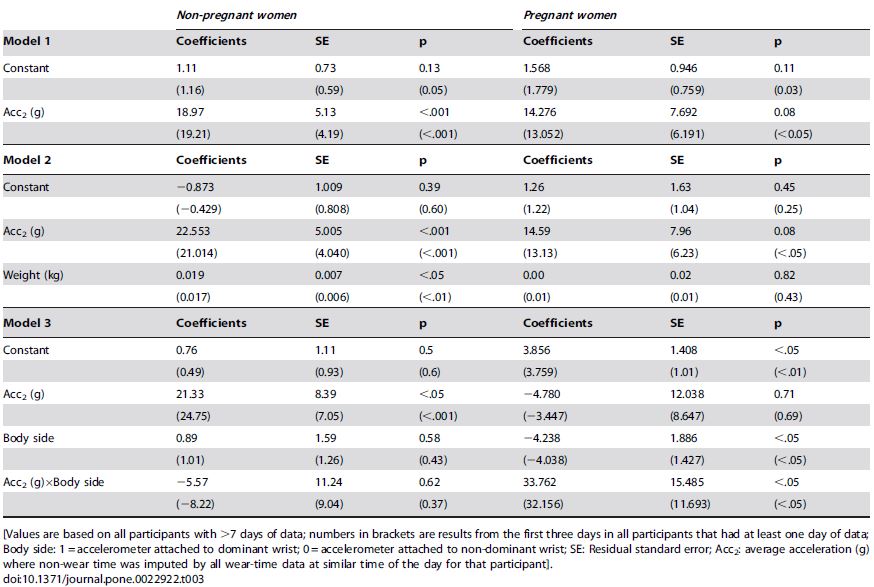 Non-pregnant women Pregnant women
Model 1 Coefficients SE p Coefficients SE p
Constant 1.11 0.73 0.13 1.568 0.946 0.11
(1.16) (0.59) (0.05) (1.779) (0.759) (0.03)
Acc₂ (g) 18.97 5.13 <.001 14.276 7.692 0.08
(19.21) (4.19) (<.001) (13.052) (6.191) (<0.05)
Model 2 Coefficients SE p Coefficients SE p
Constant −0.873 1.009 0.39 1.26 1.63 0.45
(−0.429) (0.808) (0.60) (1.22) (1.04) (0.25)
Acc₂ (g) 22.553 5.005 <.001 14.59 7.96 0.08
(21.014) (4.040) (<.001) (13.13) (6.23) (<.05)
Weight (kg) 0.019 0.007 <.05 0.00 0.02 0.82
(0.017) (0.006) (<.01) (0.01) (0.01) (0.43)
Model 3 Coefficients SE p Coefficients SE p
Constant 0.76 1.11 0.5 3.856 1.408 <.05
(0.49) (0.93) (0.6) (3.759) (1.01) (<.01)
Acc₂ (g) 21.33 8.39 <.05 −4.780 12.038 0.71
(24.75) (7.05) (<.001) (−3.447) (8.647) (0.69)
Body side 0.89 1.59 0.58 −4.238 1.886 <.05
(1.01) (1.26) (0.43) (−4.038) (1.427) (<.05)
Acc₂ (g)×Body side −5.57 11.24 0.62 33.762 15.485 <.05
(−8.22) (9.04) (0.37) (32.156) (11.693) (<.05)
[Values are based on all participants with >7 days of data; numbers in brackets are results from the first three days in all participants that had at least one day of data;
Body side: 1 = accelerometer attached to dominant wrist; 0 = accelerometer attached to non-dominant wrist; SE: Residual standard error; Acc₂: average acceleration (g)
where non-wear time was imputed by all wear-time data at similar time of the day for that participant].
doi:10.1371/journal.pone.0022922.t003